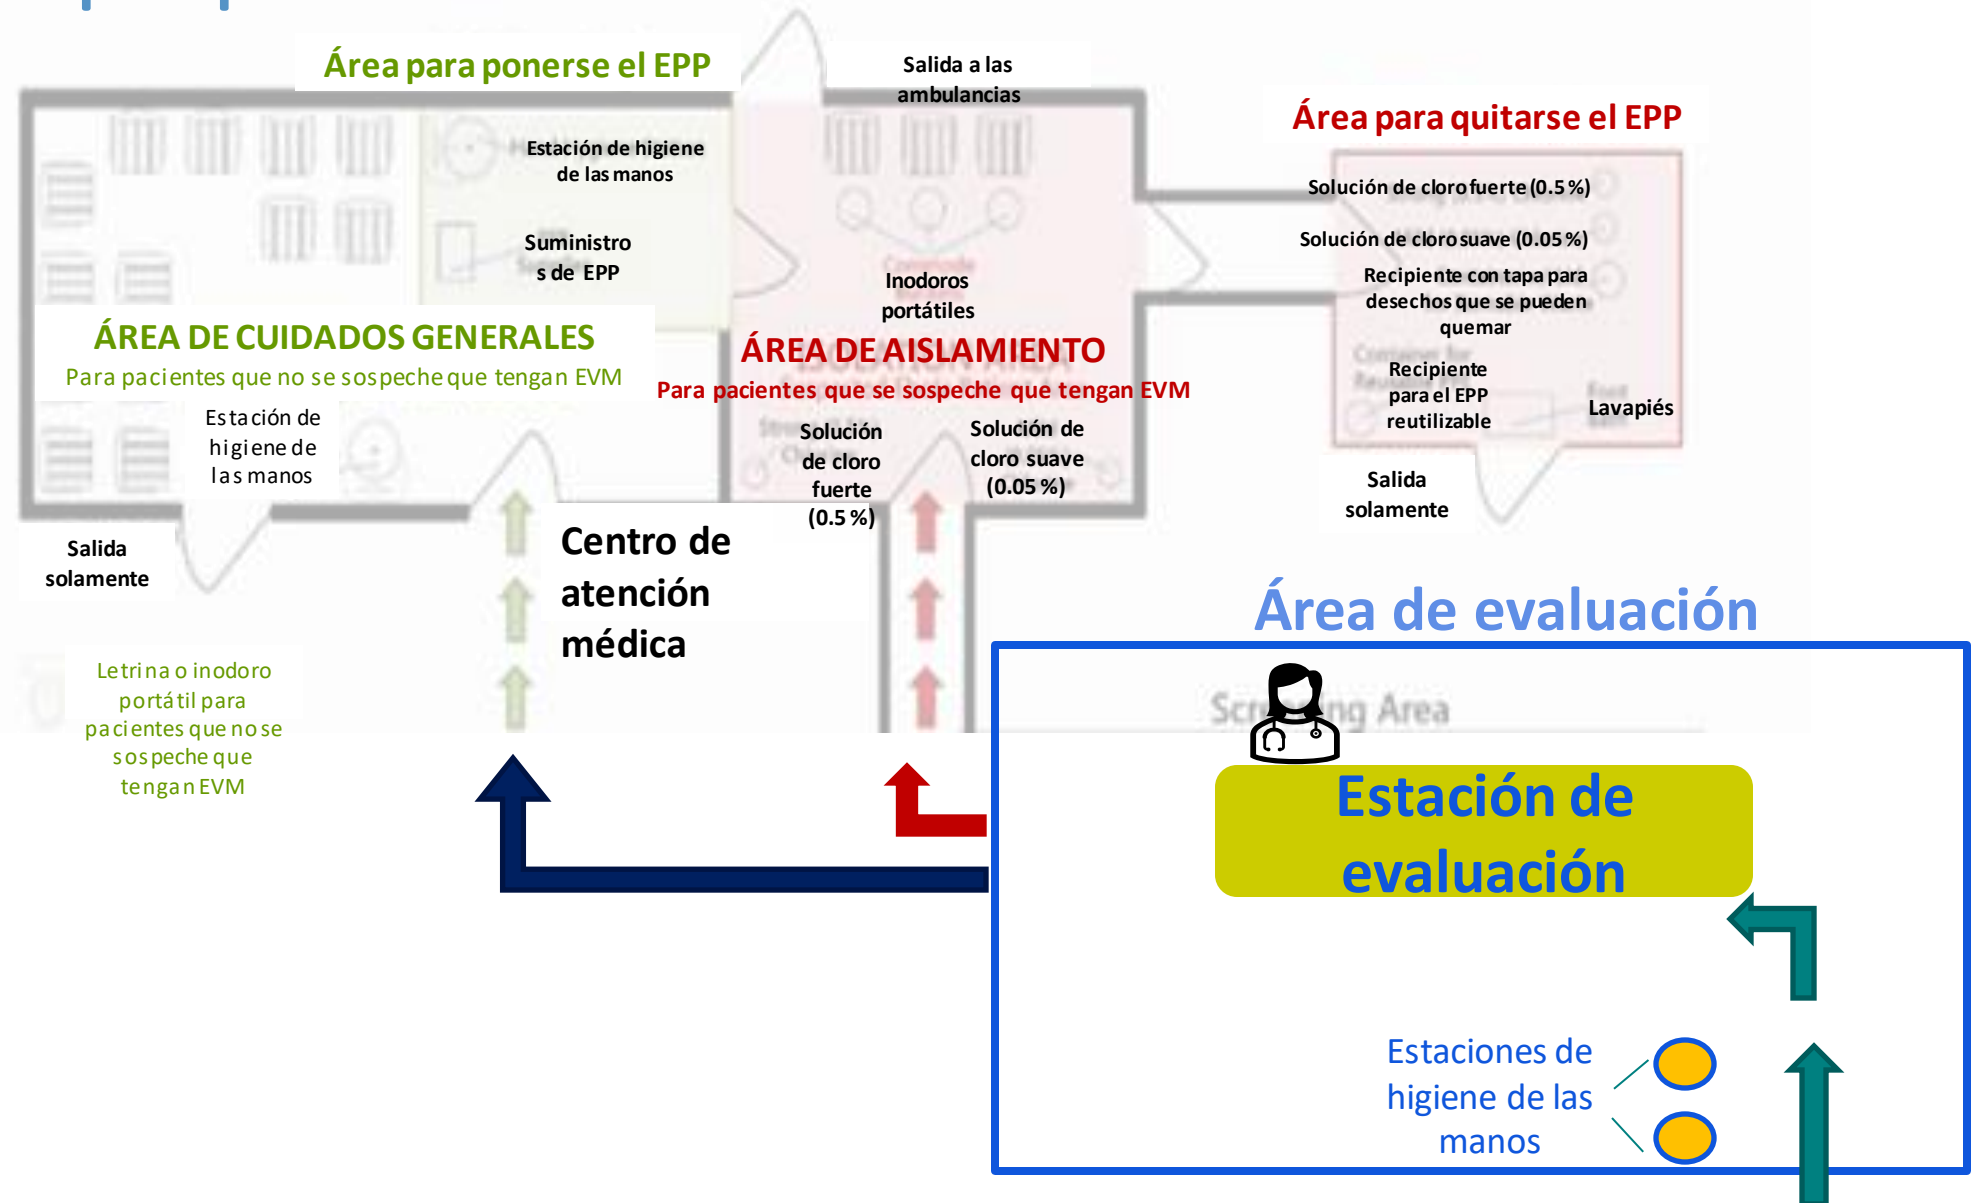 Área para ponerse el EPP
Salida a las
ambulancias
Área para quitarse el EPP
Estación de higiene
de las manos
Suministro
s de EPP
Inodoros
portátiles
Solución de cloro fuerte (0.5 %)
Solución de cloro suave (0.05 %)
Recipiente con tapa para
desechos que se pueden
quemar
Recipiente
para el EPP
reutilizable
Lavapiés
Salida
solamente
ÁREA DE CUIDADOS GENERALES
Para pacientes que no se sospeche que tengan EVM
Estación de
higiene de
las manos
ÁREA DE AISLAMIENTO
Para pacientes que se sospeche que tengan EVM
Solución
de cloro
fuerte
(0.5 %)
Solución de
cloro suave
(0.05 %)
Salida
solamente
Centro de
atención
médica
Letrina o inodoro
portátil para
pacientes que no se
sospeche que
tengan EVM
Área de evaluación
Screening Area
Estación de
evaluación
Estaciones de
higiene de las
manos